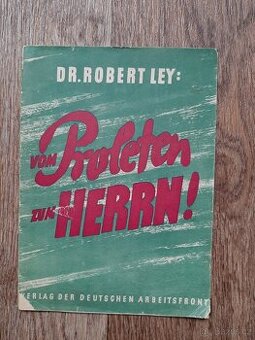 DR. ROBERT LEY:
VOM
Proleten
ZUM
HERRN!
VERLAG DER DEUTSCHEN ARBEITSFRONT